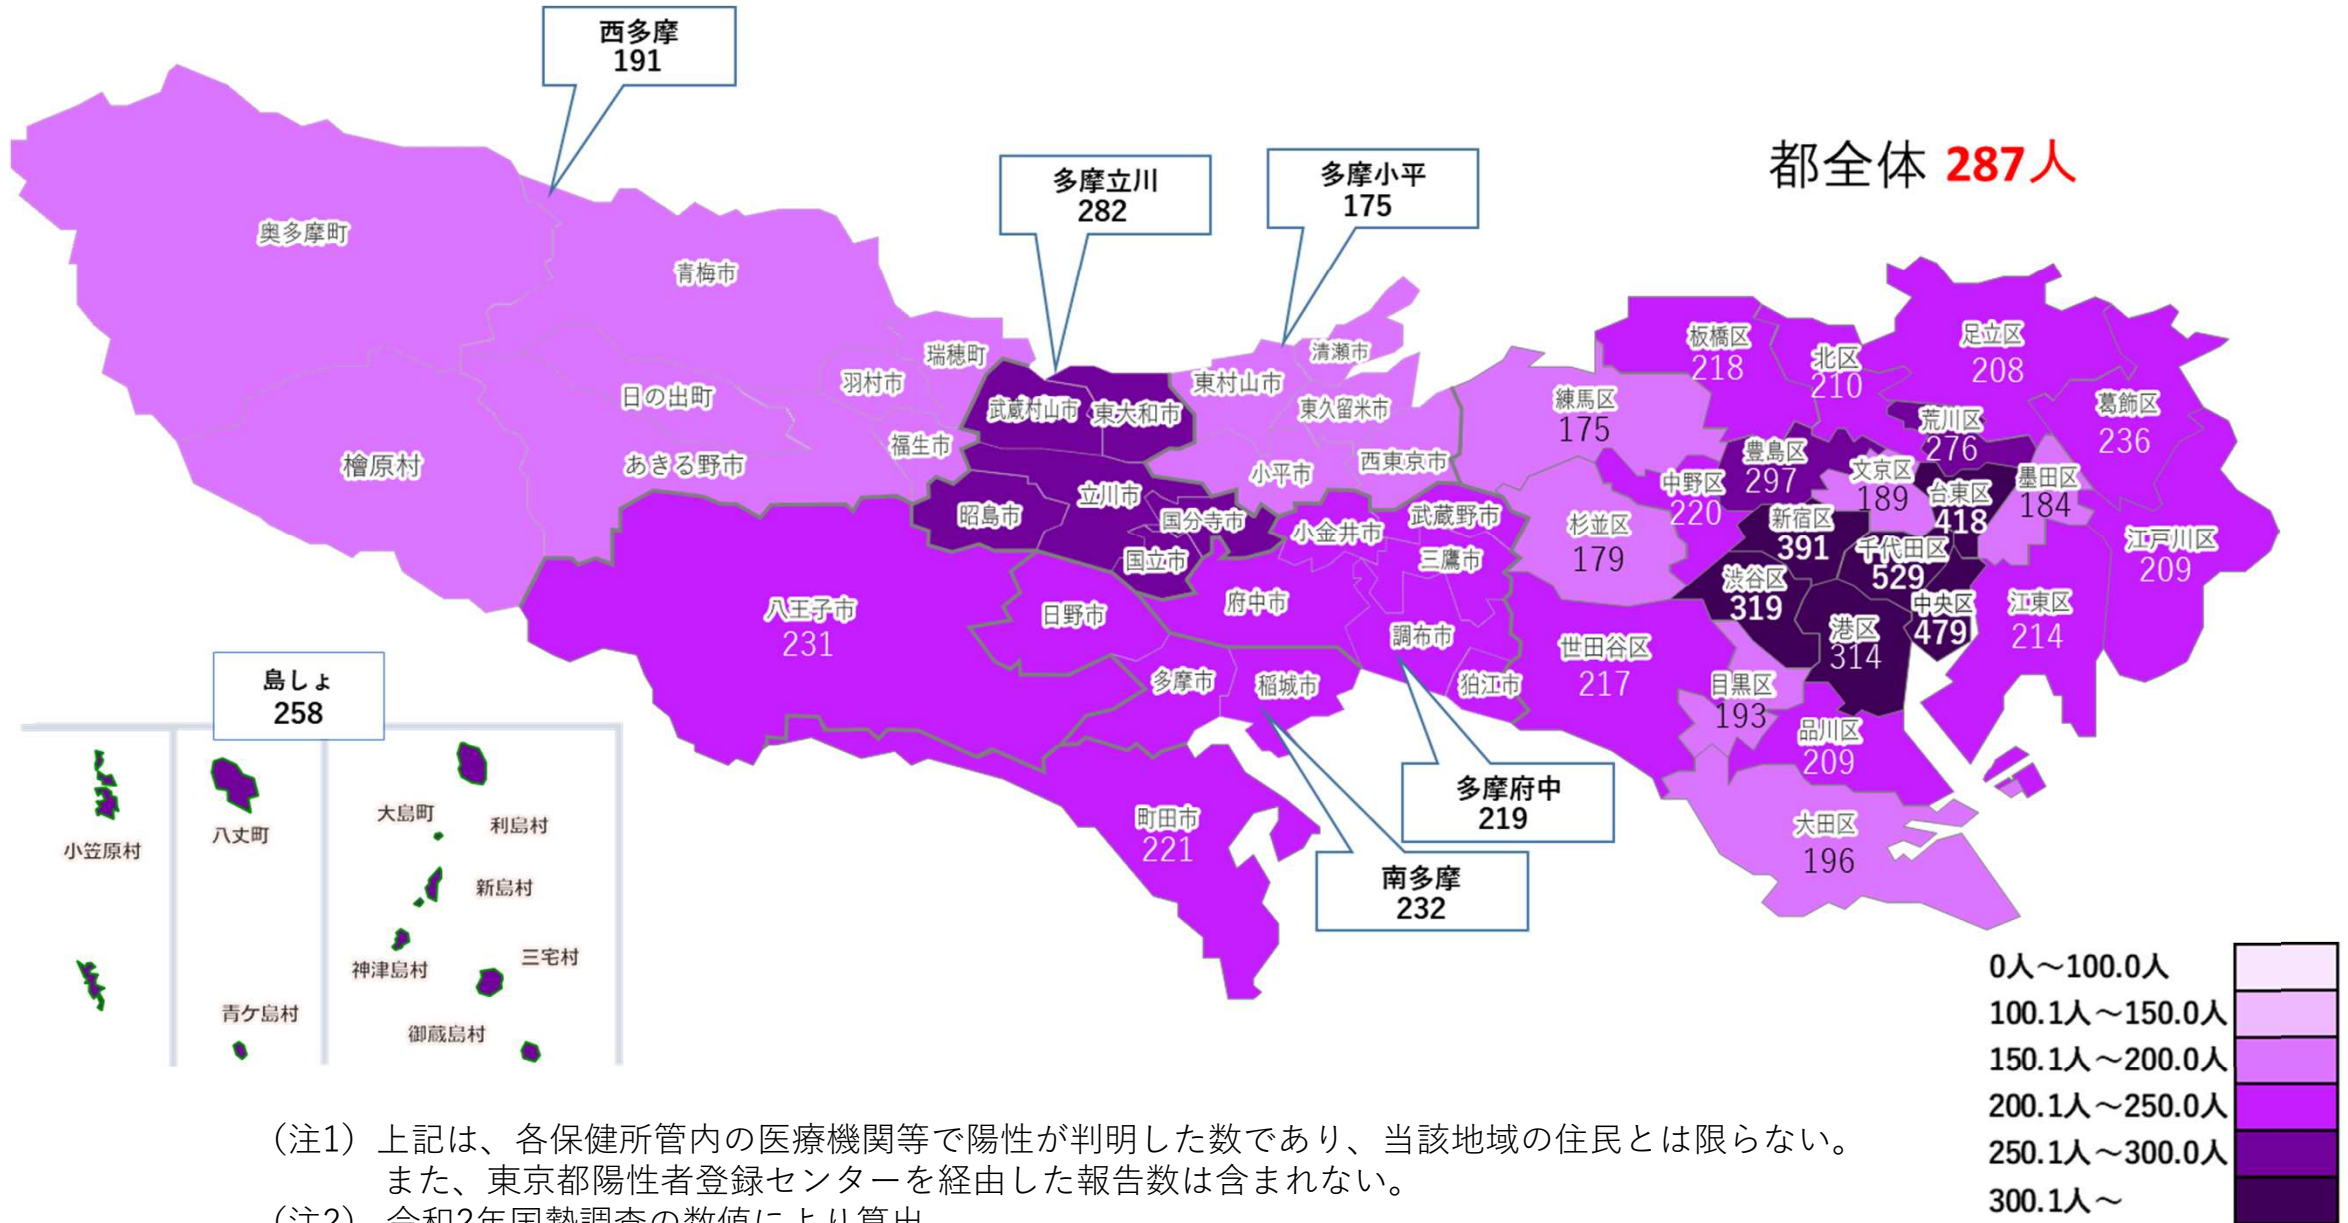 西多摩
191
多摩立川
282
多摩小平
175
都全体 287人
奥多摩町
青梅市
瑞穂町
羽村市
日の出町
福生市
あきる野市
檜原村
武蔵村山市
東大和市
東村山市
清瀬市
東久留米市
小平市
西東京市
昭島市
立川市
国分寺市
国立市
小金井市
武蔵野市
三鷹市
府中市
調布市
狛江市
八王子市
231
日野市
多摩市
稲城市
町田市
221
多摩府中
219
南多摩
232
板橋区
218
北区
210
足立区
208
葛飾区
236
練馬区
175
豊島区
297
荒川区
276
文京区
189
台東区
418
墨田区
184
中野区
220
杉並区
179
新宿区
391
千代田区
529
江戸川区
209
渋谷区
319
中央区
479
港区
314
江東区
214
世田谷区
217
目黒区
193
品川区
209
大田区
196
島しょ
258
小笠原村
八丈町
青ケ島村
大島町
利島村
新島村
神津島村
三宅村
御蔵島村
0人～100.0人
100.1人～150.0人
150.1人～200.0人
200.1人～250.0人
250.1人～300.0人
300.1人～
（注1）上記は、各保健所管内の医療機関等で陽性が判明した数であり、当該地域の住民とは限らない。
また、東京都陽性者登録センターを経由した報告数は含まれない。
（注2） 令和2年国勢調査の数値により算出